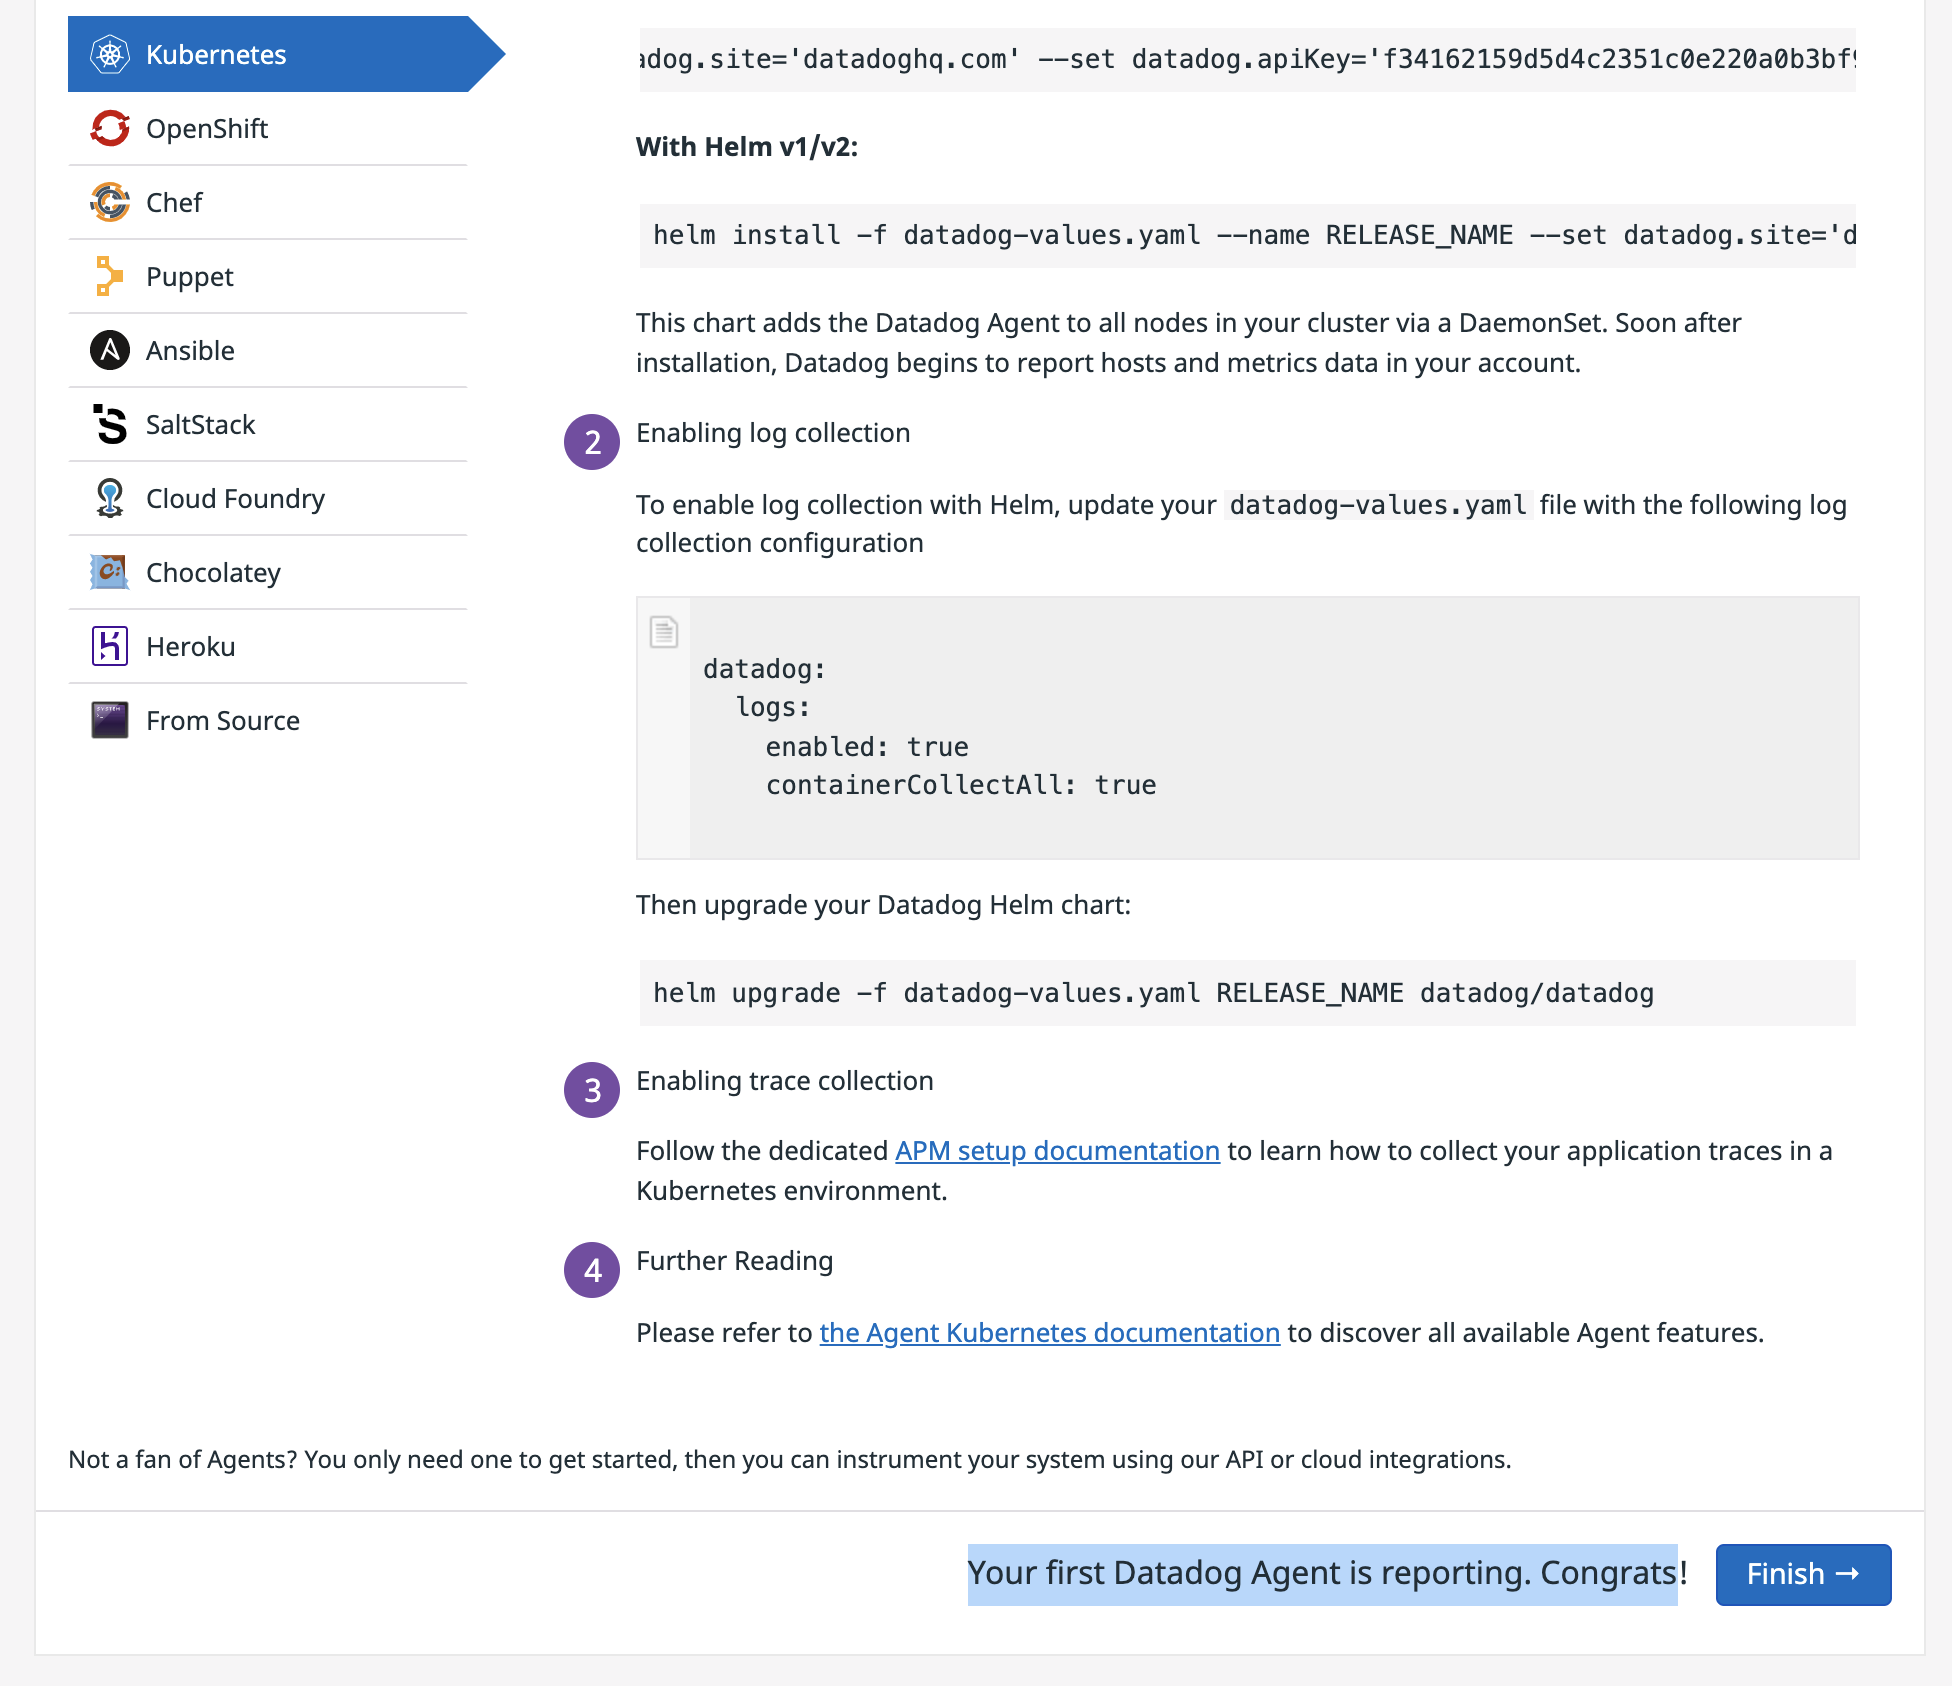 Kubernetes
OpenShift
Chef
Puppet
Ansible
SaltStack
Cloud Foundry
Chocolatey
Heroku
From Source
adog.site='datadoghq.com' --set datadog.apiKey='f34162159d5d4c2351c0e220a0b3bf9
With Helm v1/v2:
helm install -f datadog-values.yaml --name RELEASE_NAME --set datadog.site='d
This chart adds the Datadog Agent to all nodes in your cluster via a DaemonSet. Soon after
installation, Datadog begins to report hosts and metrics data in your account.
2 Enabling log collection
To enable log collection with Helm, update your datadog-values.yaml file with the following log
collection configuration
datadog:
  logs:
    enabled: true
    containerCollectAll: true
Then upgrade your Datadog Helm chart:
helm upgrade -f datadog-values.yaml RELEASE_NAME datadog/datadog
3 Enabling trace collection
Follow the dedicated APM setup documentation to learn how to collect your application traces in a
Kubernetes environment.
4 Further Reading
Please refer to the Agent Kubernetes documentation to discover all available Agent features.
Not a fan of Agents? You only need one to get started, then you can instrument your system using our API or cloud integrations.
Your first Datadog Agent is reporting. Congrats!
Finish →